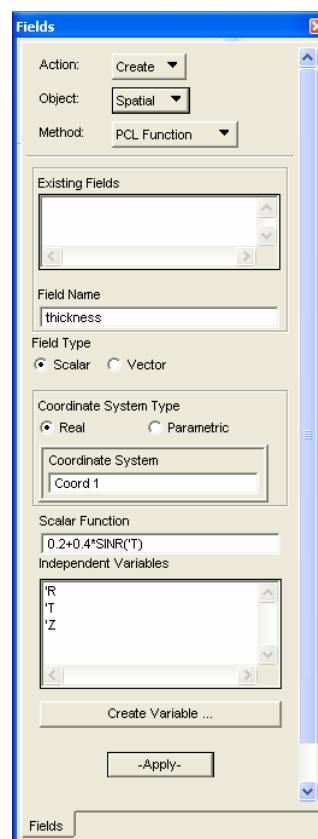 Fields
Action: Create
Object: Spatial
Method: PCL Function
Existing Fields
Field Name
thickness
Field Type
Scalar Vector
Coordinate System Type
Real Parametric
Coordinate System
Coord 1
Scalar Function
0.2+0.4*SINR('T)
Independent Variables
'R
'T
'Z
Create Variable ...
-Apply-
Fields